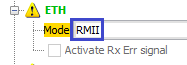 ETH
Mode RMII
Activate Rx Err signal